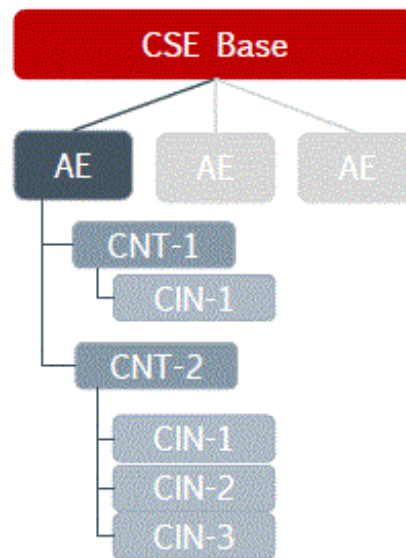 CSE Base
AE AE AE
CNT-1
CIN-1
CNT-2
CIN-1
CIN-2
CIN-3